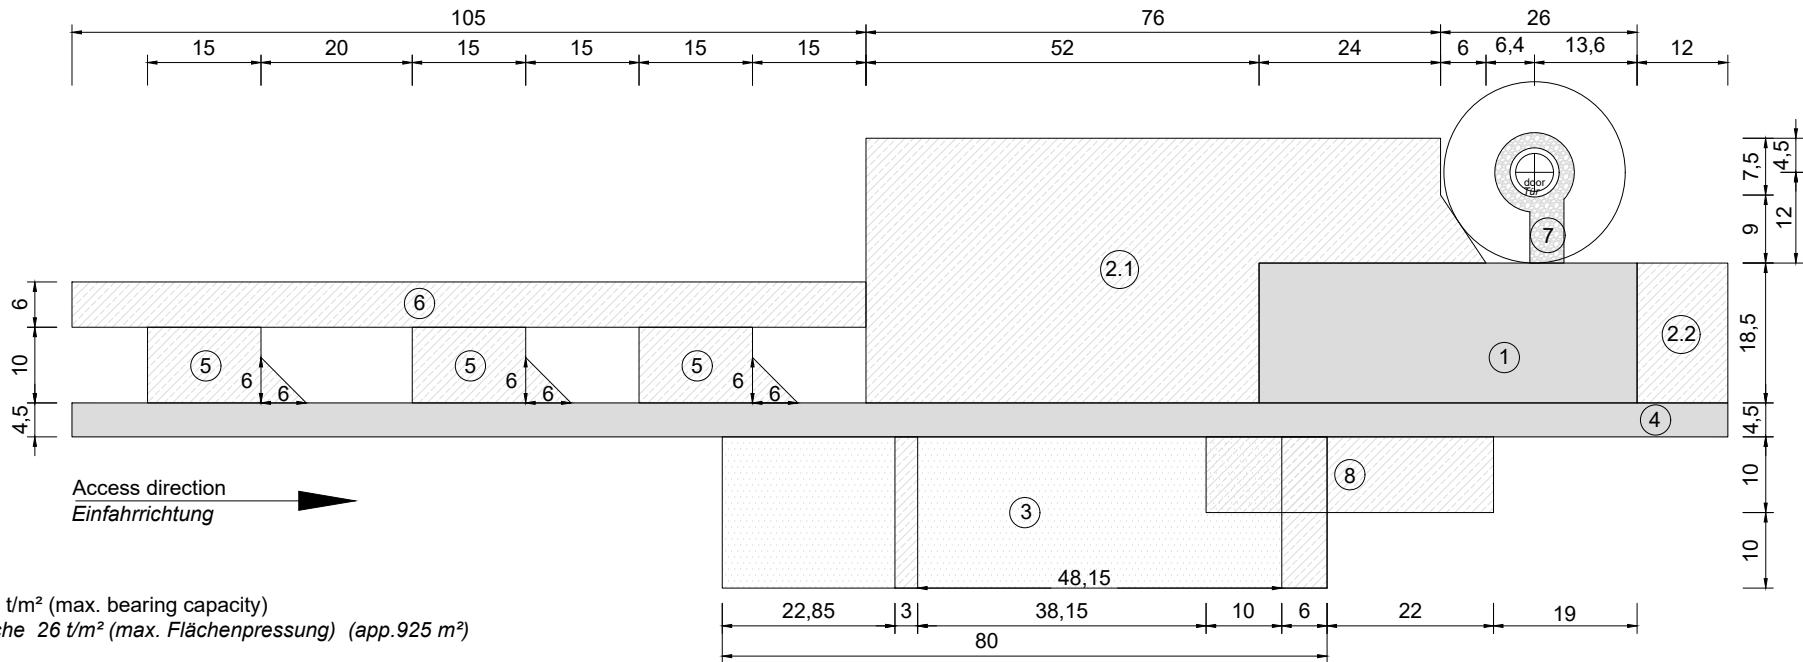 105 76 26
15 20 15 15 15 15 52 24 6 6,4 13,6 12
door
Tür
7,5 4,5
7
9 12
2.1
6 6
2.2 18,5
1
10 5 5 5
6 6 6
6 6 6
4,5 4 4,5
8 10
Access direction
Einfahrrichtung
3
10
48,15
t/m² (max. bearing capacity)
22,85 3 38,15 10 6 22 19
che 26 t/m² (max. Flächenpressung) (app.925 m²)
80